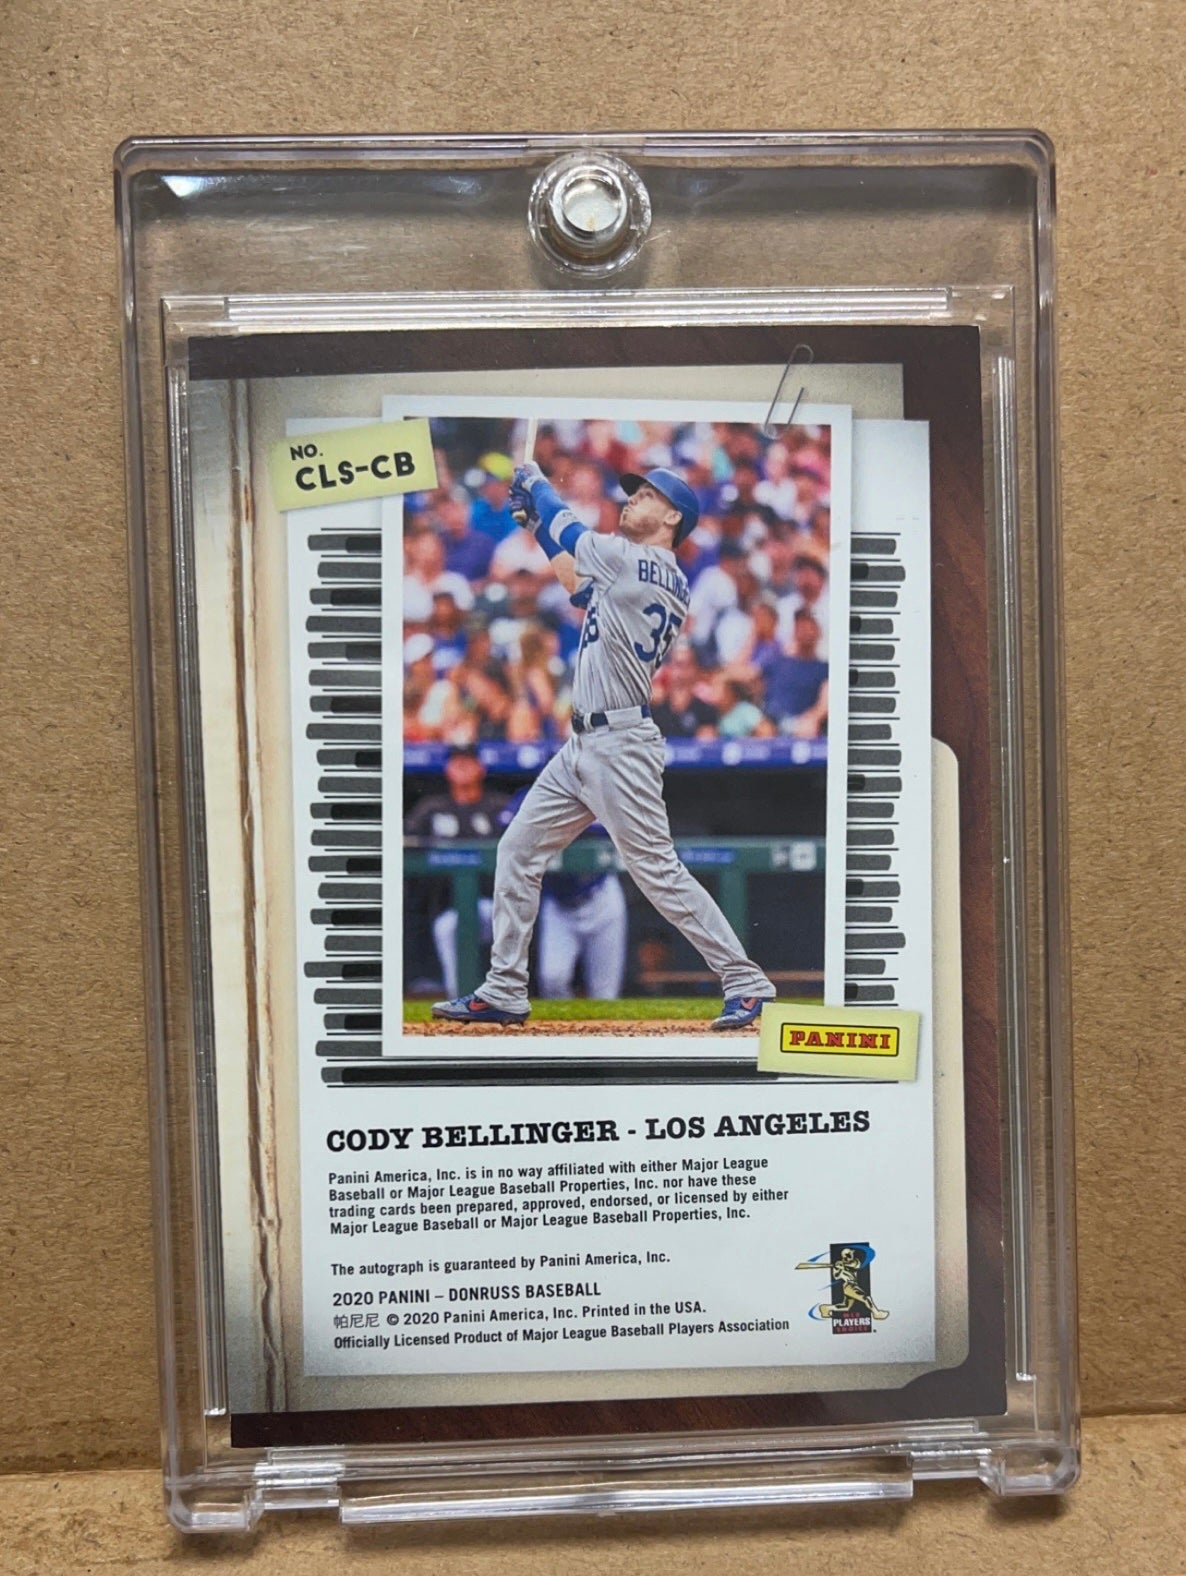 NO.
CLS-CB
BELLING
35
PANINI
CODY BELLINGER - LOS ANGELES
Panini America, Inc. is in no way affiliated with either Major League
Baseball or Major League Baseball Properties, Inc. nor have these
trading cards been prepared, approved, endorsed, or licensed by either
Major League Baseball or Major League Baseball Properties, Inc.
The autograph is guaranteed by Panini America, Inc.
2020 PANINI – DONRUSS BASEBALL
帕尼尼 © 2020 Panini America, Inc. Printed in the USA.
Officially Licensed Product of Major League Baseball Players Association
MLB
PLAYERS
CHOICE